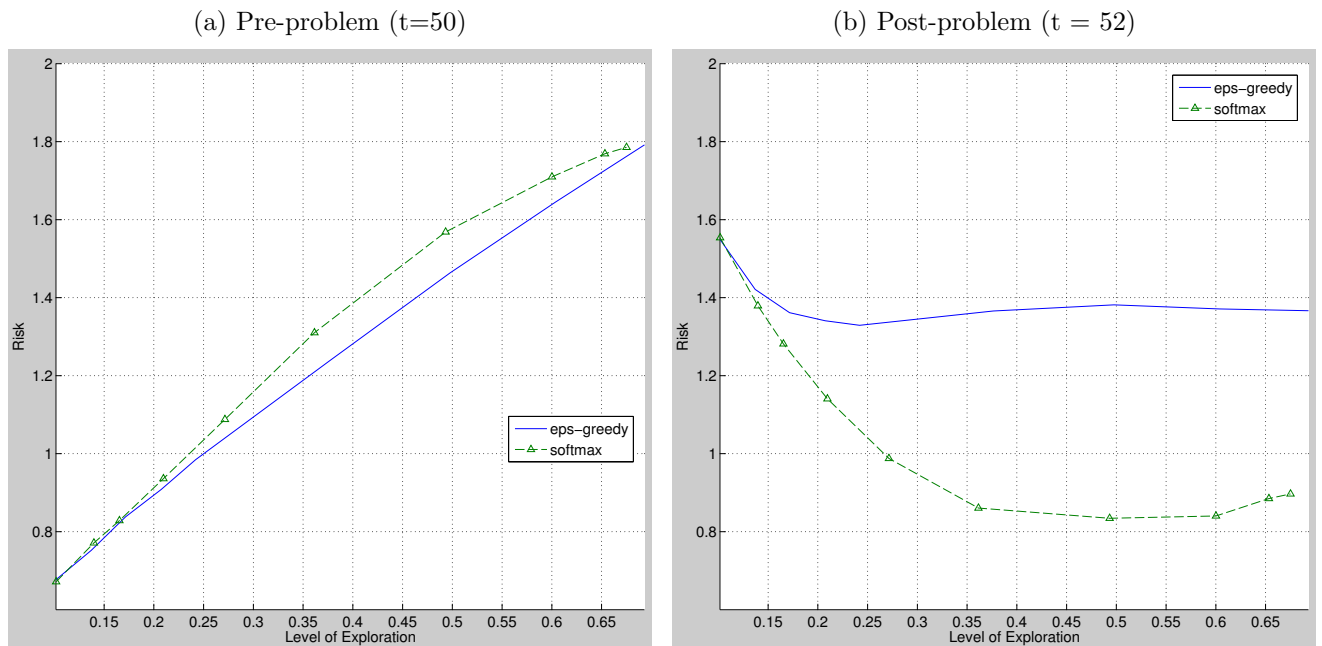 (a) Pre-problem (t=50)
2
1.8
1.6
1.4
1.2
1
0.8
Risk
eps-greedy
softmax
0.15 0.2 0.25 0.3 0.35 0.4 0.45 0.5 0.55 0.6 0.65
Level of Exploration
(b) Post-problem (t = 52)
2
1.8
1.6
1.4
1.2
1
0.8
Risk
eps-greedy
softmax
0.15 0.2 0.25 0.3 0.35 0.4 0.45 0.5 0.55 0.6 0.65
Level of Exploration